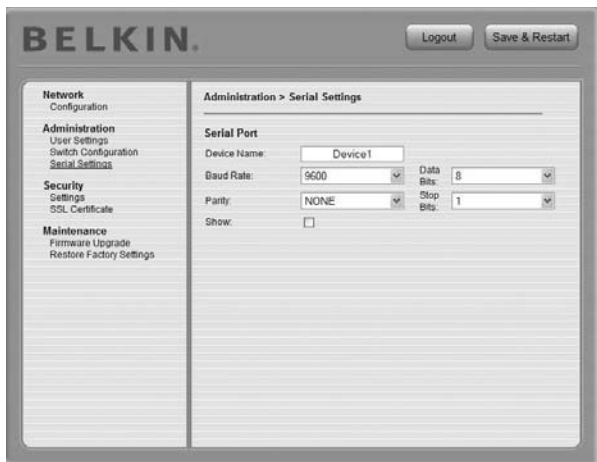 BELKIN.
Logout
Save & Restart
Network
Configuration
Administration
User Settings
Switch Configuration
Serial Settings
Security
Settings
SSL Certificate
Maintenance
Firmware Upgrade
Restore Factory Settings
Administration > Serial Settings
Serial Port
Device Name: Device1
Baud Rate: 9600 Data Bits: 8
Parity: NONE Stop Bits: 1
Show: